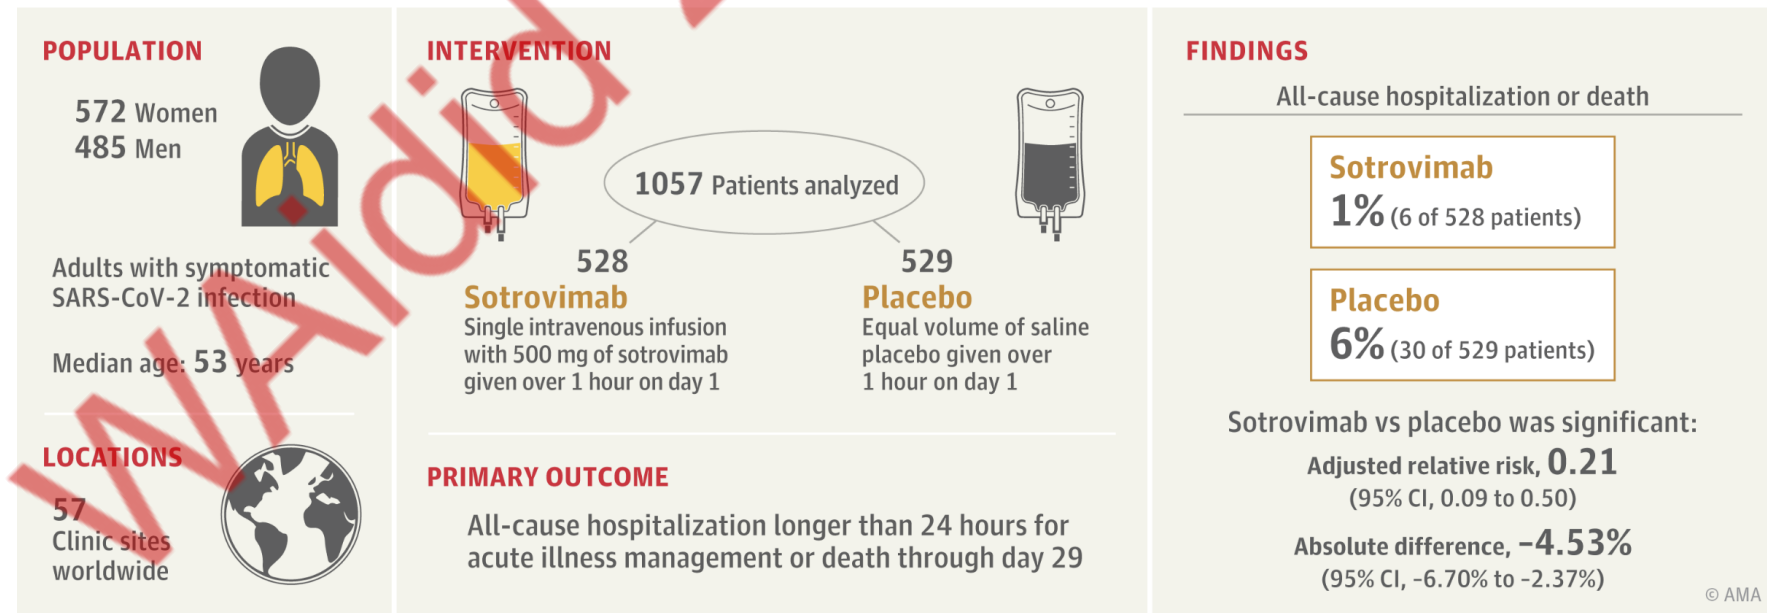 POPULATION
572 Women
485 Men
Adults with symptomatic
SARS-CoV-2 infection
Median age: 53 years
LOCATIONS
57
Clinic sites
worldwide
INTERVENTION
1057 Patients analyzed
528
Sotrovimab
Single intravenous infusion
with 500 mg of sotrovimab
given over 1 hour on day 1
529
Placebo
Equal volume of saline
placebo given over
1 hour on day 1
PRIMARY OUTCOME
All-cause hospitalization longer than 24 hours for
acute illness management or death through day 29
FINDINGS
All-cause hospitalization or death
Sotrovimab
1% (6 of 528 patients)
Placebo
6% (30 of 529 patients)
Sotrovimab vs placebo was significant:
Adjusted relative risk, 0.21
(95% CI, 0.09 to 0.50)
Absolute difference, −4.53%
(95% CI, −6.70% to −2.37%)
© AMA
WAidid